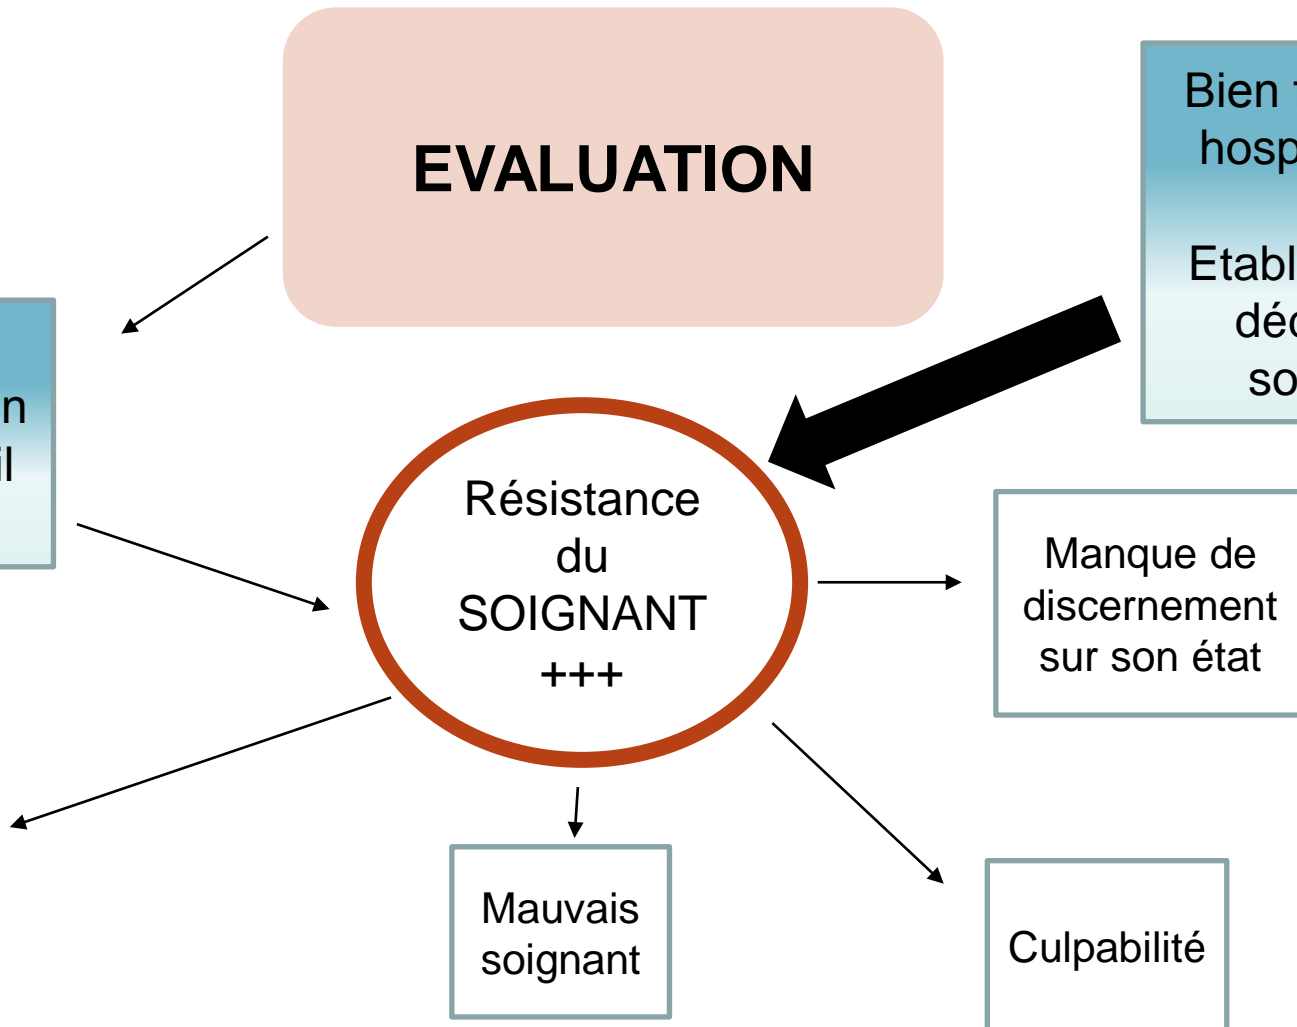 EVALUATION
Bien
hosp
Etabl
déc
so
n
il
Résistance
du
SOIGNANT
+++
Manque de
discernement
sur son état
Mauvais
soignant
Culpabilité